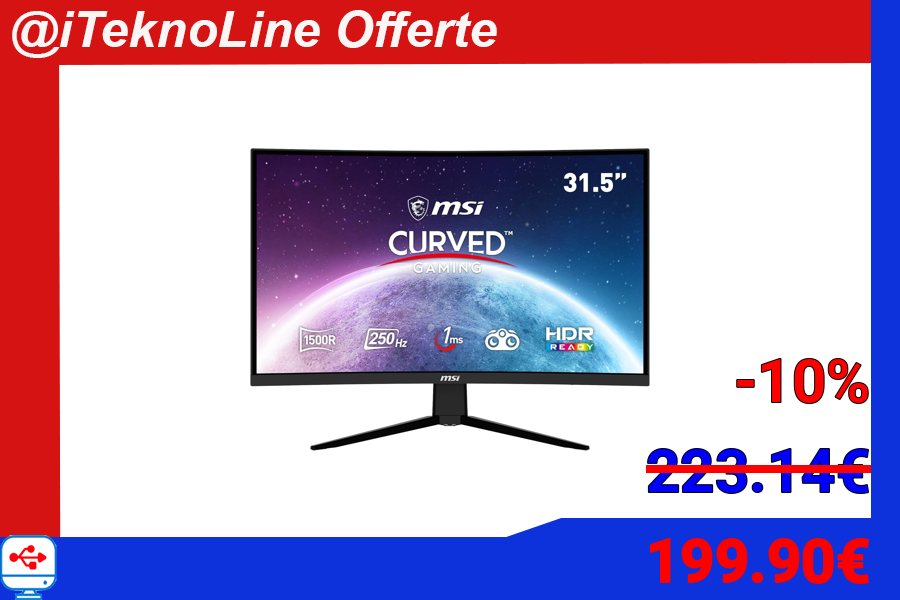 @iTeknoLine Offerte
31.5”
msi
CURVED™
GAMING
1500R
250Hz
1ms
HDR
READY
msi
-10%
223.14€
199.90€